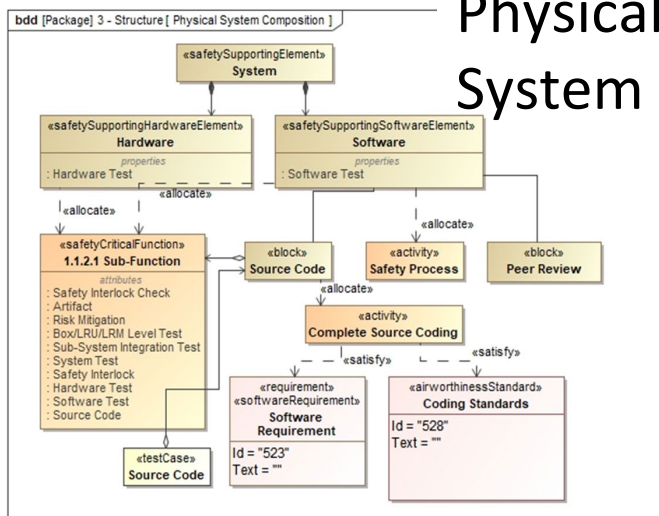 Physical
System
bdd [Package] 3 - Structure [ Physical System Composition ]
«safetySupportingElement»
System
«safetySupportingHardwareElement»
Hardware
properties
: Hardware Test
«safetySupportingSoftwareElement»
Software
properties
: Software Test
«allocate»
«allocate»
«allocate»
«safetyCriticalFunction»
1.1.2.1 Sub-Function
attributes
: Safety Interlock Check
: Artifact
: Risk Mitigation
: Box/LRU/LRM Level Test
: Sub-System Integration Test
: System Test
: Safety Interlock
: Hardware Test
: Software Test
: Source Code
«block»
Source Code
«activity»
Safety Process
«block»
Peer Review
«allocate»
«activity»
Complete Source Coding
«satisfy»
«satisfy»
«requirement»
«softwareRequirement»
Software
Requirement
Id = "523"
Text = ""
«airworthinessStandard»
Coding Standards
Id = "528"
Text = ""
«testCase»
Source Code